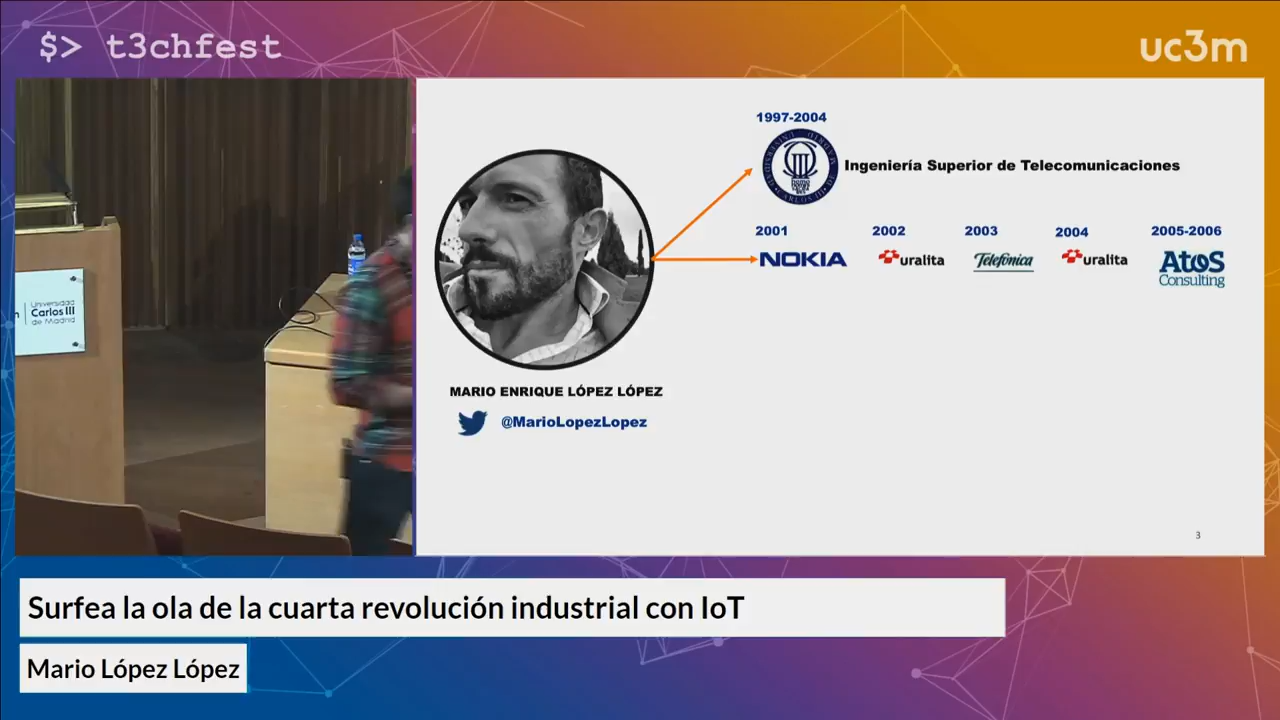 $> t3chfest
uc3m
Universidad
Carlos III
de Madrid
1997-2004
Ingeniería Superior de Telecomunicaciones
2001
2002
2003
2004
2005-2006
NOKIA
uralita
Telefónica
uralita
Atos
Consulting
MARIO ENRIQUE LÓPEZ LÓPEZ
@MarioLopezLopez
3
Surfea la ola de la cuarta revolución industrial con IoT
Mario López López